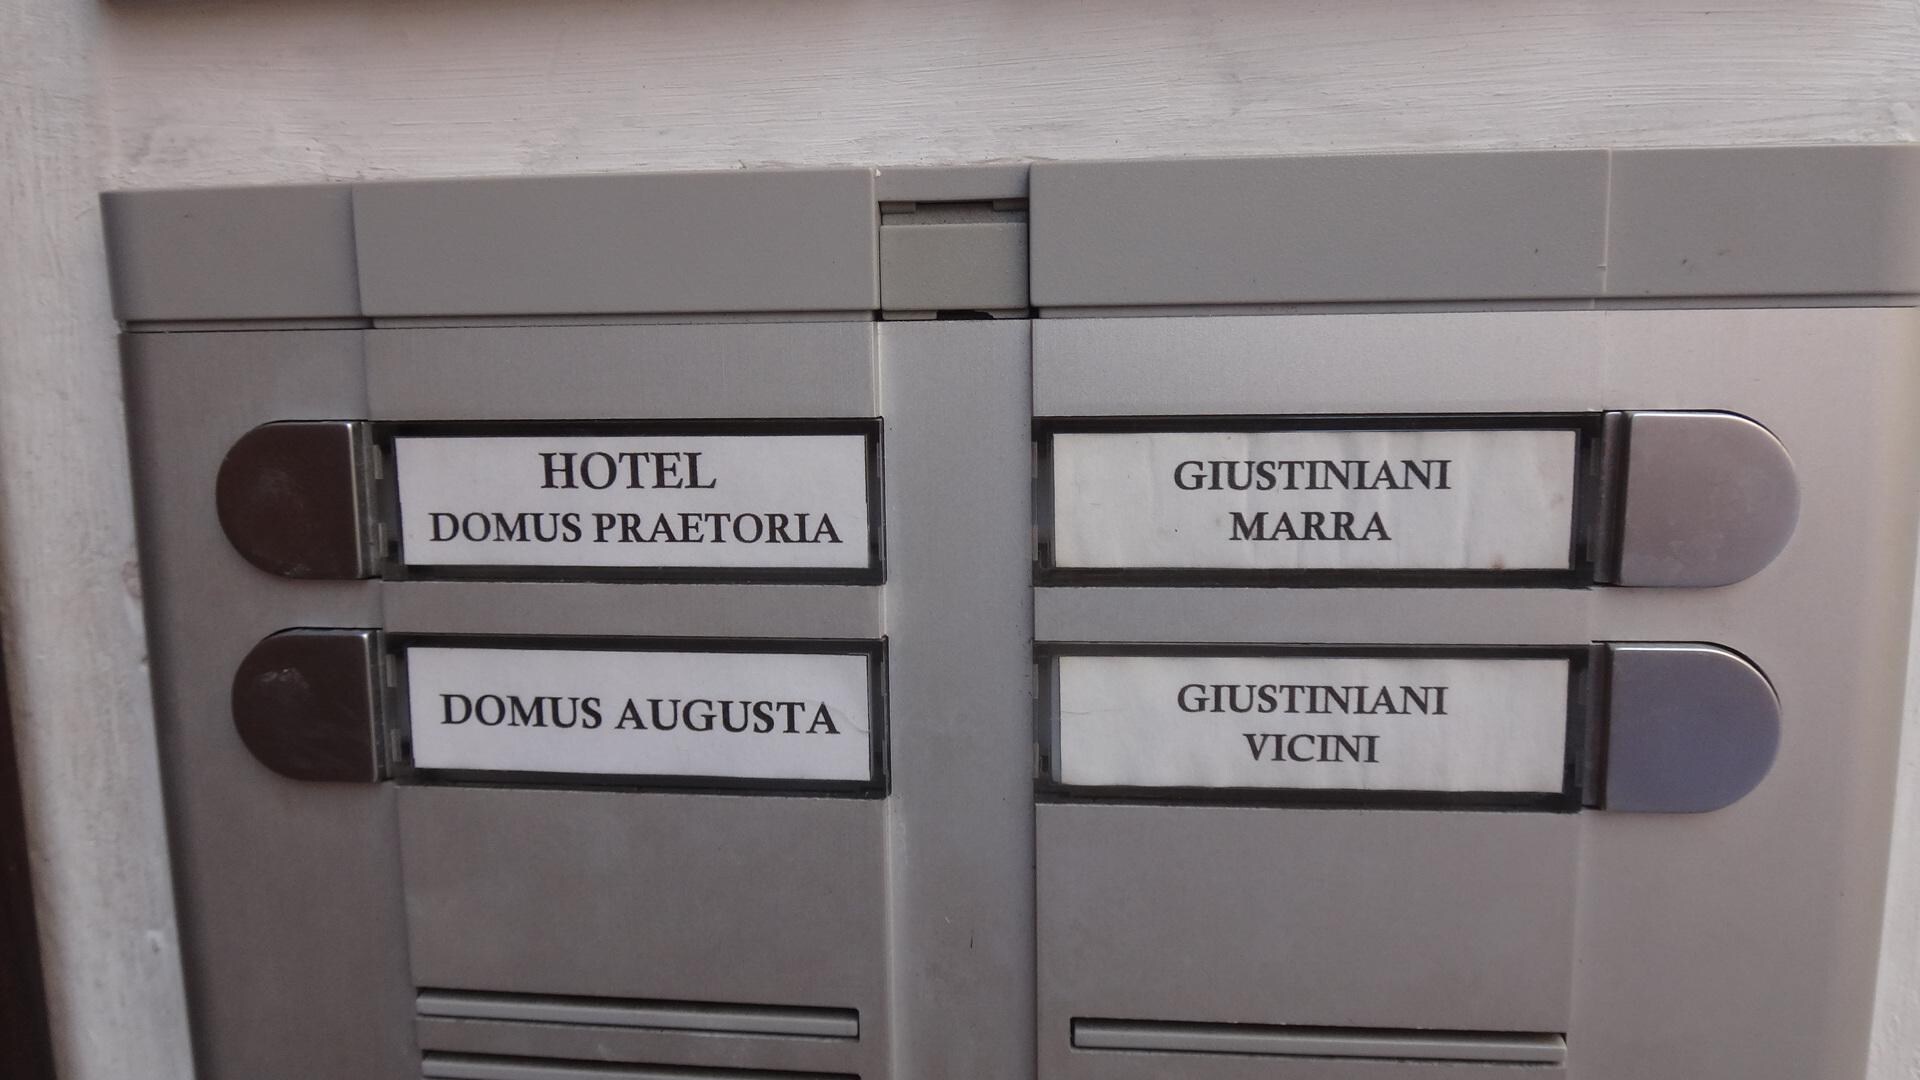 HOTEL
DOMUS PRAETORIA
DOMUS AUGUSTA
GIUSTINIANI
MARRA
GIUSTINIANI
VICINI